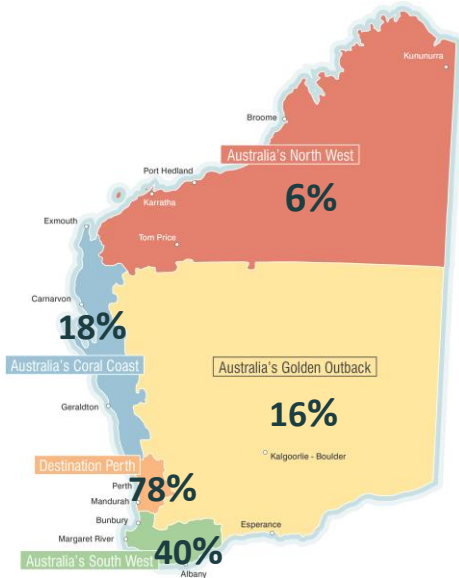 Kununurra
Broome
Australia's North West
Port Hedland
6%
Karratha
Exmouth
Tom Price
Carnarvon
18%
Australia's Coral Coast
Australia's Golden Outback
Geraldton
16%
Kalgoorlie - Boulder
Destination Perth
Perth
78%
Mandurah
Bunbury
Esperance
Margaret River
40%
Australia's South West
Albany